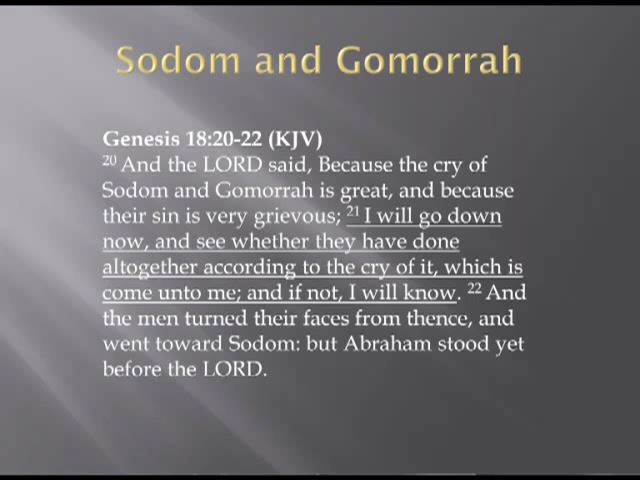 Sodom and Gomorrah
Genesis 18:20-22 (KJV)
20 And the LORD said, Because the cry of
Sodom and Gomorrah is great, and because
their sin is very grievous; 21 I will go down
now, and see whether they have done
altogether according to the cry of it, which is
come unto me; and if not, I will know. 22 And
the men turned their faces from thence, and
went toward Sodom: but Abraham stood yet
before the LORD.